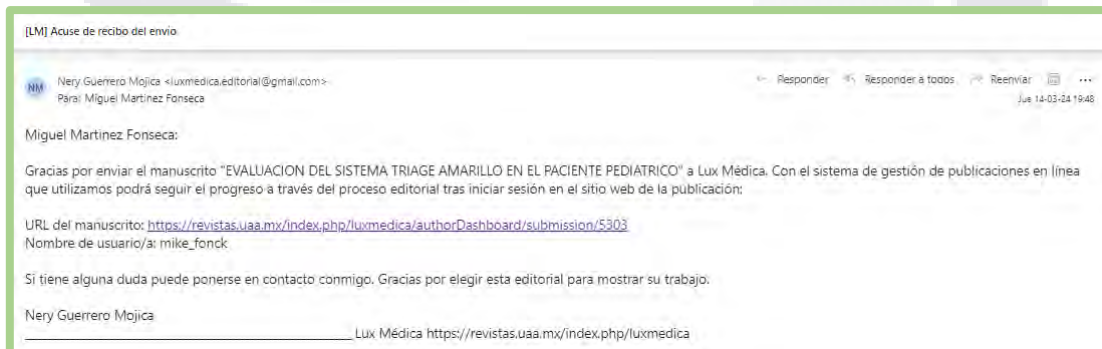 [LM] Acuse de recibo del envío
NM
Nery Guerrero Mojica <luxmedica.editorial@gmail.com>
Para: Miguel Martinez Fonseca
Responder Responder a todos Reenviar ...
Jue 14-03-24 19:48
Miguel Martinez Fonseca:
Gracias por enviar el manuscrito "EVALUACION DEL SISTEMA TRIAGE AMARILLO EN EL PACIENTE PEDIATRICO" a Lux Médica. Con el sistema de gestión de publicaciones en línea
que utilizamos podrá seguir el progreso a través del proceso editorial tras iniciar sesión en el sitio web de la publicación:
URL del manuscrito: https://revistas.uaa.mx/index.php/luxmedica/authorDashboard/submission/5303
Nombre de usuario/a: mike_fonck
Si tiene alguna duda puede ponerse en contacto conmigo. Gracias por elegir esta editorial para mostrar su trabajo.
Nery Guerrero Mojica
Lux Médica https://revistas.uaa.mx/index.php/luxmedica